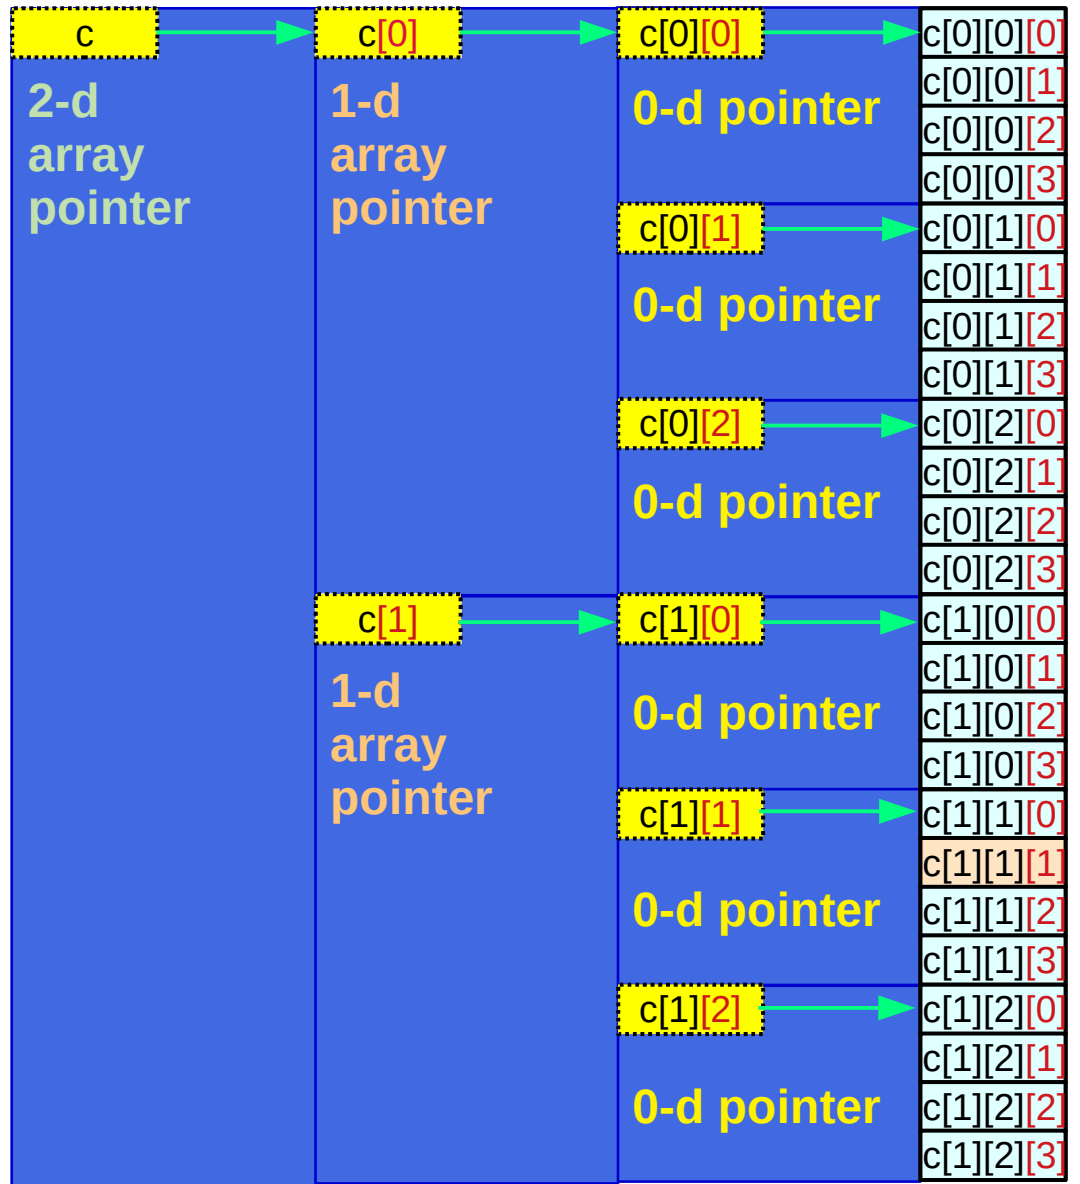 c
c[0]
c[0][0]
c[0][0][0]
c[0][0][1]
c[0][0][2]
c[0][0][3]
2-d
array
pointer
1-d
array
pointer
0-d pointer
c[0][1]
c[0][1][0]
c[0][1][1]
c[0][1][2]
c[0][1][3]
0-d pointer
c[0][2]
c[0][2][0]
c[0][2][1]
c[0][2][2]
c[0][2][3]
0-d pointer
c[1]
c[1][0]
c[1][0][0]
c[1][0][1]
c[1][0][2]
c[1][0][3]
1-d
array
pointer
0-d pointer
c[1][1]
c[1][1][0]
c[1][1][1]
c[1][1][2]
c[1][1][3]
0-d pointer
c[1][2]
c[1][2][0]
c[1][2][1]
c[1][2][2]
c[1][2][3]
0-d pointer